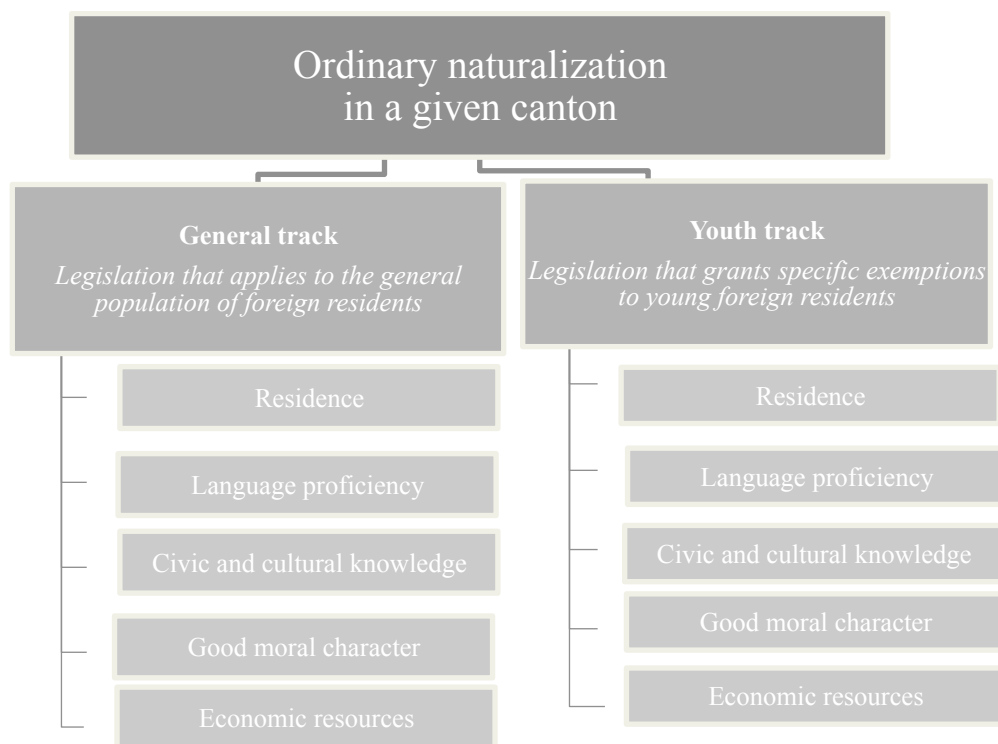 Ordinary naturalization
in a given canton
General track
Legislation that applies to the general
population of foreign residents
Residence
Language proficiency
Civic and cultural knowledge
Good moral character
Economic resources
Youth track
Legislation that grants specific exemptions
to young foreign residents
Residence
Language proficiency
Civic and cultural knowledge
Good moral character
Economic resources